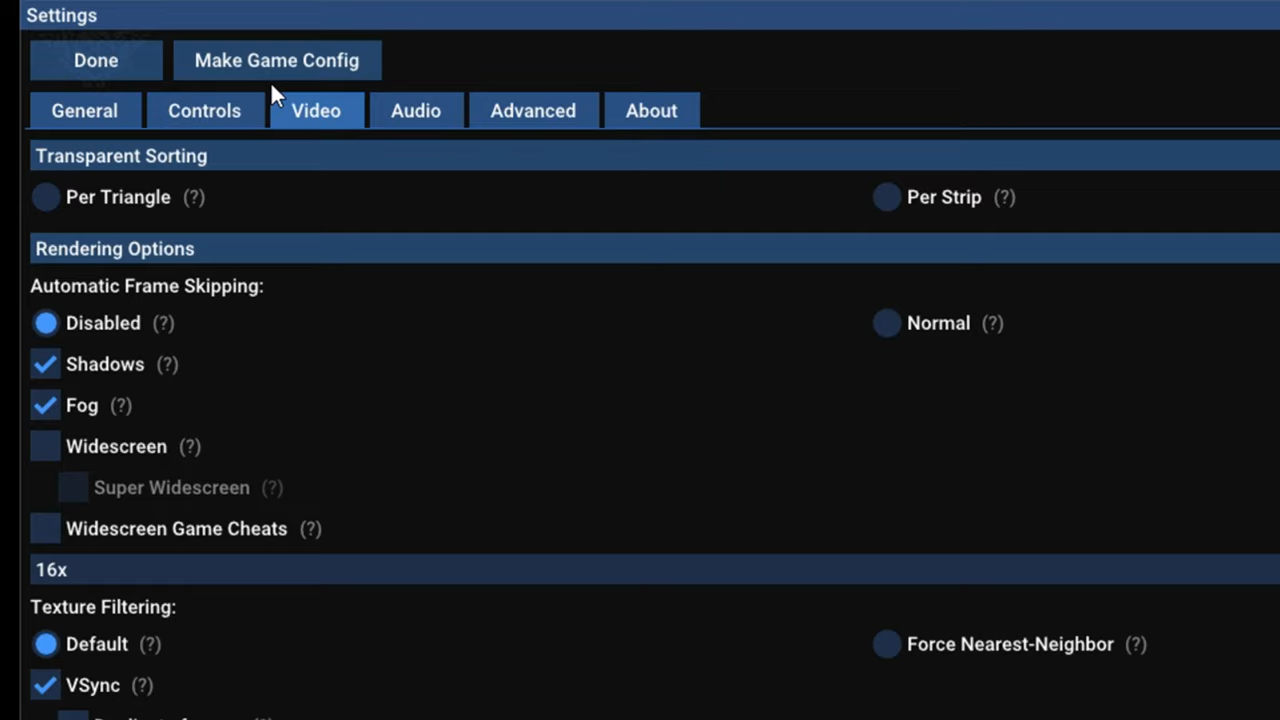 Settings
Done Make Game Config
General Controls Video Audio Advanced About
Transparent Sorting
Per Triangle (?) Per Strip (?)
Rendering Options
Automatic Frame Skipping:
Disabled (?) Normal (?)
Shadows (?)
Fog (?)
Widescreen (?)
Super Widescreen (?)
Widescreen Game Cheats (?)
16x
Texture Filtering:
Default (?) Force Nearest-Neighbor (?)
VSync (?)